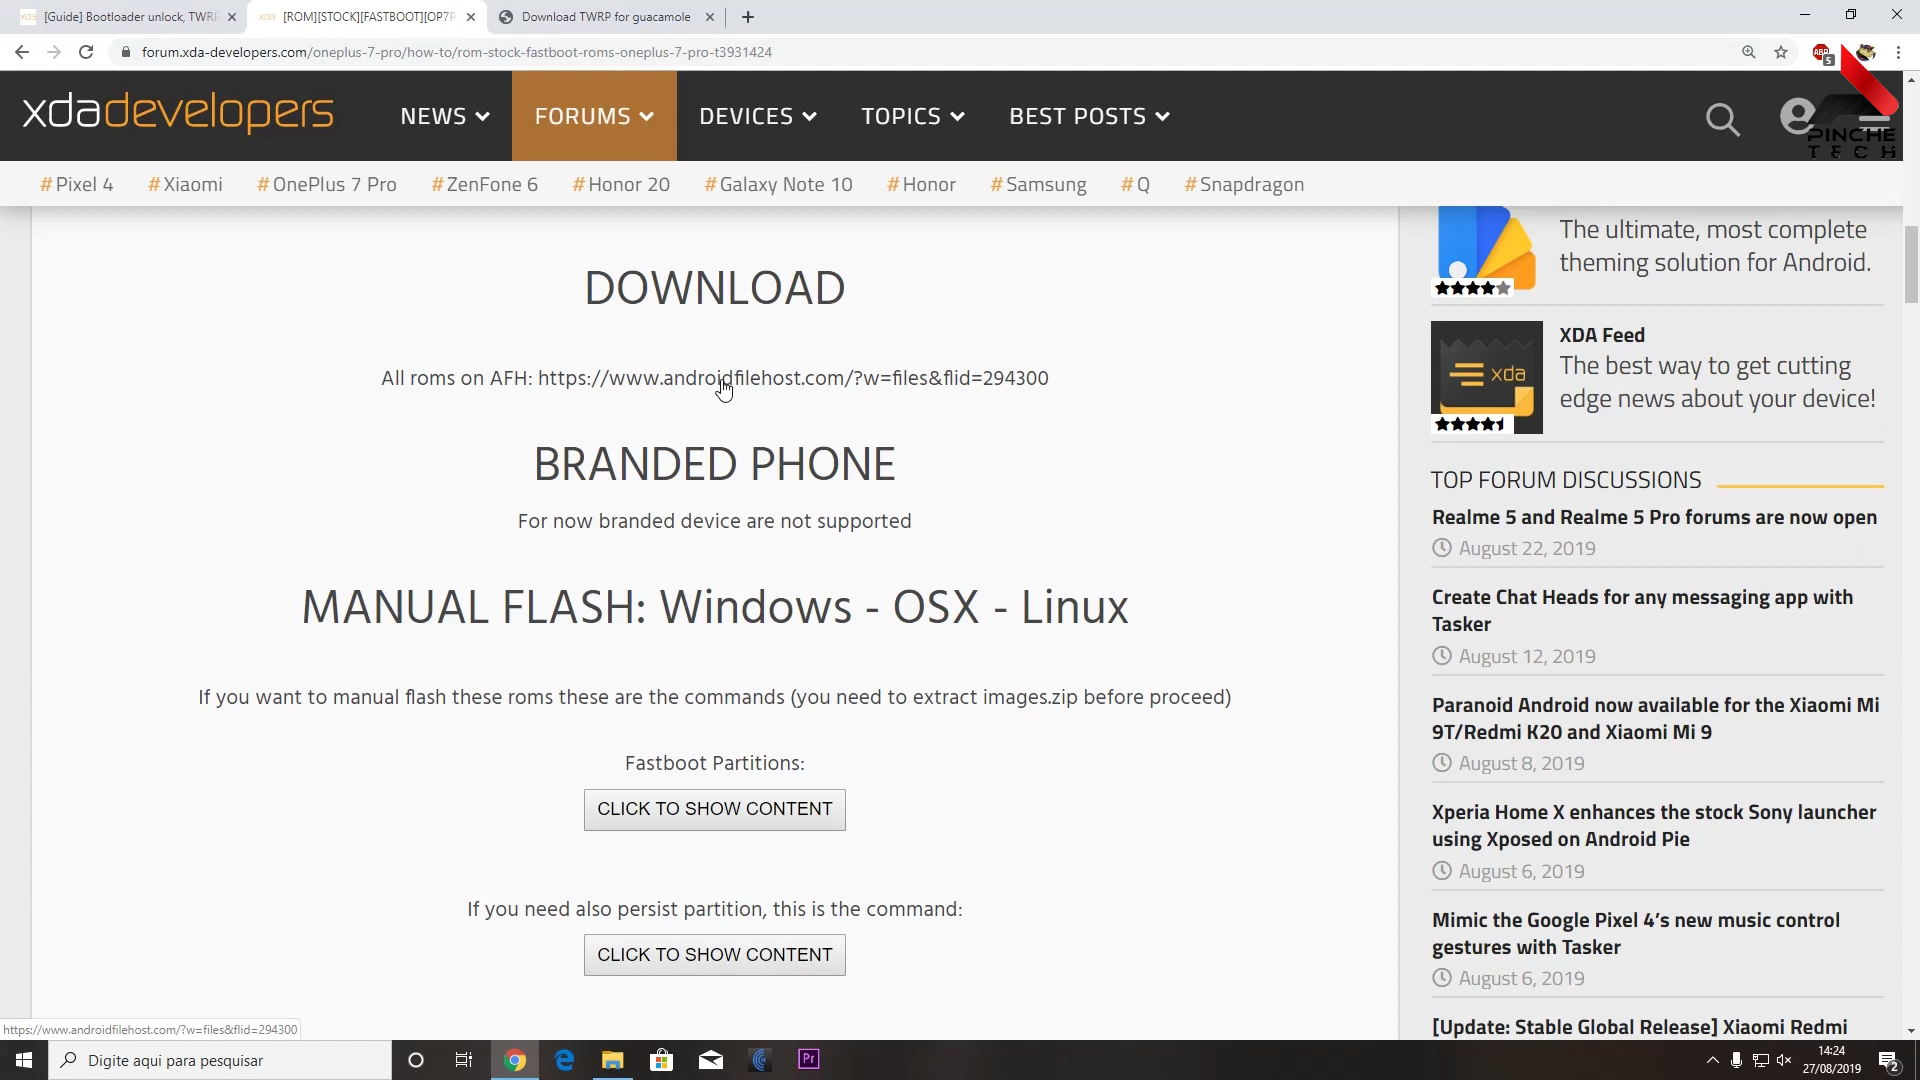 [Guide] Bootloader unlock, TWRP
[ROM][STOCK][FASTBOOT][OP7P
Download TWRP for guacamole
forum.xda-developers.com/oneplus-7-pro/how-to/rom-stock-fastboot-roms-oneplus-7-pro-t3931424
ABP
5
xdadevelopers
NEWS
FORUMS
DEVICES
TOPICS
BEST POSTS
PINCHE
TECH
#Pixel 4
#Xiaomi
#OnePlus 7 Pro
#ZenFone 6
#Honor 20
#Galaxy Note 10
#Honor
#Samsung
#Q
#Snapdragon
DOWNLOAD
All roms on AFH: https://www.androidfilehost.com/?w=files&flid=294300
BRANDED PHONE
For now branded device are not supported
MANUAL FLASH: Windows - OSX - Linux
If you want to manual flash these roms these are the commands (you need to extract images.zip before proceed)
Fastboot Partitions:
CLICK TO SHOW CONTENT
If you need also persist partition, this is the command:
CLICK TO SHOW CONTENT
The ultimate, most complete
theming solution for Android.
xda
XDA Feed
The best way to get cutting
edge news about your device!
TOP FORUM DISCUSSIONS
Realme 5 and Realme 5 Pro forums are now open
August 22, 2019
Create Chat Heads for any messaging app with
Tasker
August 12, 2019
Paranoid Android now available for the Xiaomi Mi
9T/Redmi K20 and Xiaomi Mi 9
August 8, 2019
Xperia Home X enhances the stock Sony launcher
using Xposed on Android Pie
August 6, 2019
Mimic the Google Pixel 4's new music control
gestures with Tasker
August 6, 2019
[Update: Stable Global Release] Xiaomi Redmi
https://www.androidfilehost.com/?w=files&flid=294300
Digite aqui para pesquisar
Pr
14:24
27/08/2019
2